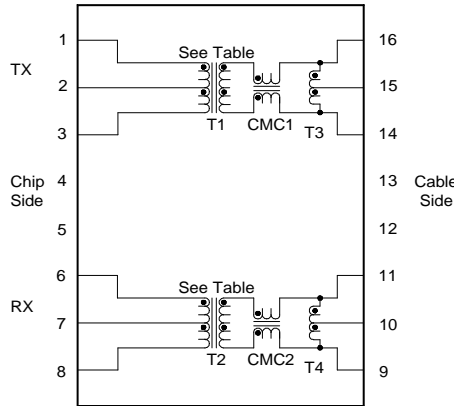 1
16
See Table
TX
2
15
3
T1
CMC1
T3
14
Chip
Side
4
13
Cable
Side
5
12
6
11
See Table
RX
7
10
T2
CMC2
T4
8
9